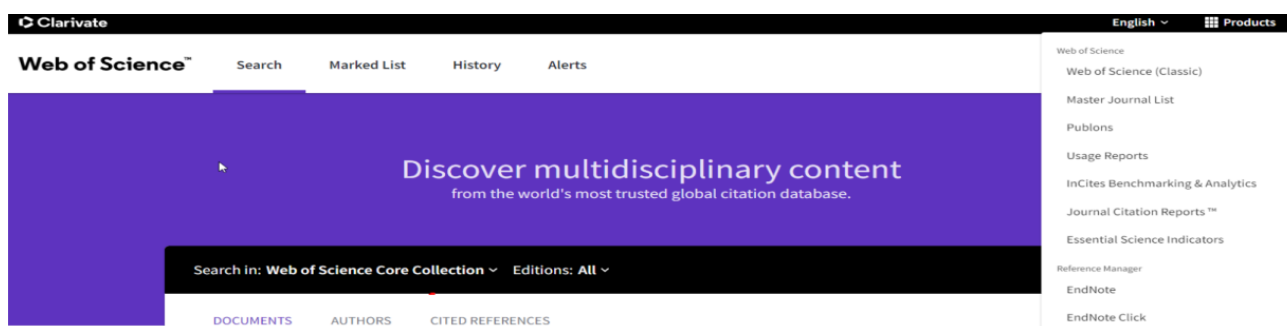 Clarivate English Products
Web of Science™ Search Marked List History Alerts
Discover multidisciplinary content
from the world's most trusted global citation database.
Search in: Web of Science Core Collection Editions: All
DOCUMENTS AUTHORS CITED REFERENCES
Web of Science
Web of Science (Classic)
Master Journal List
Publons
Usage Reports
InCites Benchmarking & Analytics
Journal Citation Reports ™
Essential Science Indicators
Reference Manager
EndNote
EndNote Click